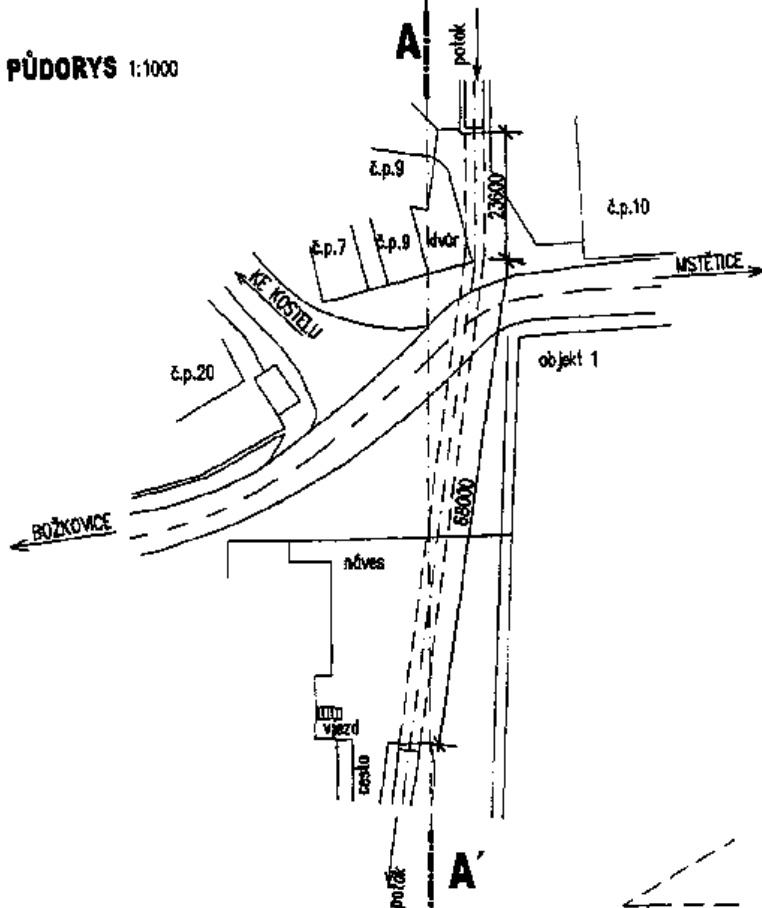 A
potok
PŮDORYS 1:1000
č.p.9
23600
č.p.10
č.p.7
č.p.9
dvůr
MSTĚTICE
KE KOSTELU
objekt 1
č.p.20
68000
BOŽKOVICE
náves
vjezd
cesta
A´
potok